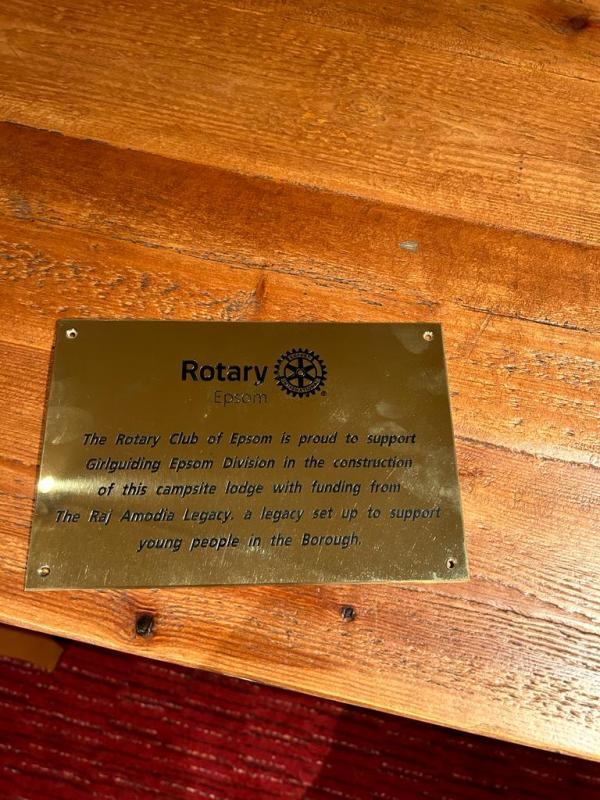 Rotary
Epsom
The Rotary Club of Epsom is proud to support
Girlguiding Epsom Division in the construction
of this campsite lodge with funding from
The Raj Amodia Legacy, a legacy set up to support
young people in the Borough.